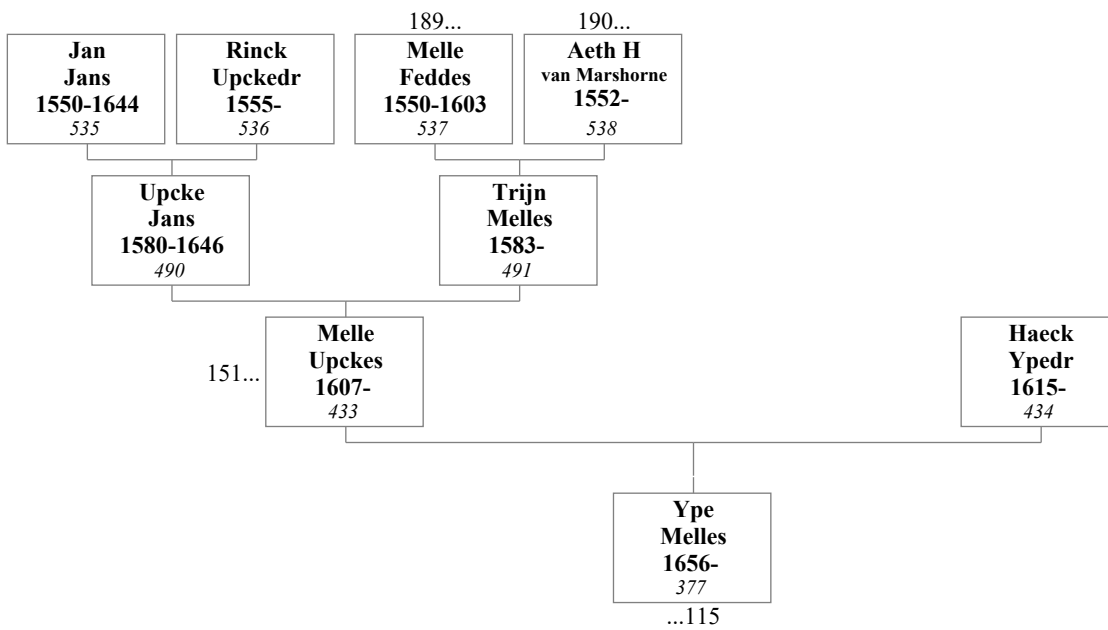 189...
190...
Jan
Jans
1550-1644
535
Rinck
Upckedr
1555-
536
Melle
Feddes
1550-1603
537
Aeth H
van Marshorne
1552-
538
Upcke
Jans
1580-1646
490
Trijn
Melles
1583-
491
151...
Melle
Upckes
1607-
433
Haeck
Ypedr
1615-
434
Ype
Melles
1656-
377
...115